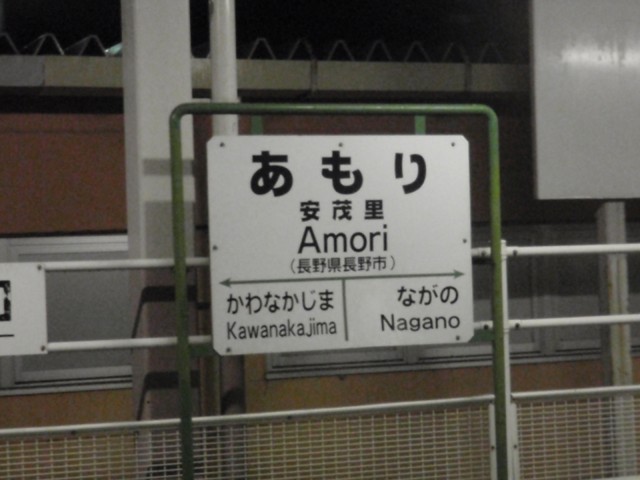 あもり
安茂里
Amori
(長野県長野市)
かわなかじま ながの
Kawanakajima Nagano